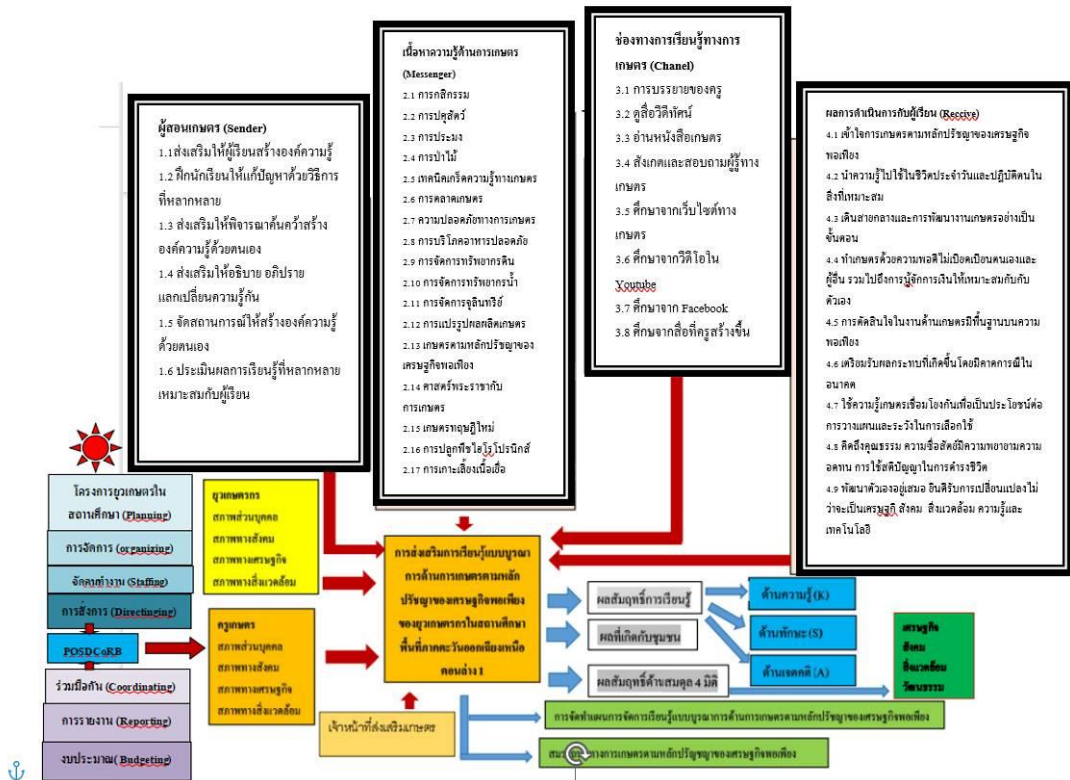 ผู้สอนเกษตร (Sender)
1.1ส่งเสริมให้ผู้เรียนสร้างองค์ความรู้
1.2 ฝึกนักเรียนให้แก้ปัญหาด้วยวิธีการ
ที่หลากหลาย
1.3 ส่งเสริมให้พิจารณาค้นคว้าสร้าง
องค์ความรู้ด้วยตนเอง
1.4 ส่งเสริมให้อธิบาย อภิปราย
แลกเปลี่ยนความรู้กัน
1.5 จัดสถานการณ์ให้สร้างองค์ความรู้
ด้วยตนเอง
1.6 ประเมินผลการเรียนรู้ที่หลากหลาย
เหมาะสมกับผู้เรียน
เนื้อหาความรู้ด้านการเกษตร
(Messenger)
2.1 การกสิกรรม
2.2 การปศุสัตว์
2.3 การประมง
2.4 การป่าไม้
2.5 เทคนิคเกร็ดความรู้ทางเกษตร
2.6 การตลาดเกษตร
2.7 ความปลอดภัยทางการเกษตร
2.8 การบริโภคอาหารปลอดภัย
2.9 การจัดการทรัพยากรดิน
2.10 การจัดการทรัพยากรน้ำ
2.11 การจัดการจุลินทรีย์
2.12 การแปรรูปผลผลิตเกษตร
2.13 เกษตรตามหลักปรัชญาของ
เศรษฐกิจพอเพียง
2.14 ศาสตร์พระราชากับ
การเกษตร
2.15 เกษตรทฤษฎีใหม่
2.16 การปลูกพืชไฮโรโปรนิกส์
2.17 การเกาะเลี้ยงเนื้อเยื่อ
ช่องทางการเรียนรู้ทางการ
เกษตร (Chanel)
3.1 การบรรยายของครู
3.2 ดูสื่อวีดีทัศน์
3.3 อ่านหนังสือเกษตร
3.4 สังเกตและสอบถามผู้รู้ทาง
เกษตร
3.5 ศึกษาจากเว็บไซต์ทาง
เกษตร
3.6 ศึกษาจากวีดีโอใน
Youtube
3.7 ศึกษาจาก Facebook
3.8 ศึกษจากสื่อที่ครูสร้างขึ้น
ผลการดำเนินการกับผู้เรียน (Reccive)
4.1 เข้าใจการเกษตรตามหลักปรัชญาของเศรษฐกิจ
พอเพียง
4.2 นำความรู้ไปใช้ในชีวิตประจำวันและปฏิบัติตนใน
สิ่งที่เหมาะสม
4.3 เดินสายกลางและการพัฒนางานเกษตรอย่างเป็น
ขั้นตอน
4.4 ทำเกษตรด้วยความพอดีไม่เบียดเบียนตนเองและ
ผู้อื่น รวมไปถึงการรู้จัการเงินให้เหมาะสมกับกับ
ตัวเอง
4.5 การตัดสินใจในงานด้านเกษตรมีพื้นฐานบนความ
พอเพียง
4.6 เตรียมรับผลกระทบที่เกิดขึ้นโดยมีคาดการณ์ใน
อนาคต
4.7 ใช้ความรู้เกษตรเชื่อมโยงกันเพื่อเป็นประโยชน์ต่อ
การวางแผนและระวังในการเลือกใช้
4.8 คิดถึงคุณธรรม ความซื่อสัตย์มีความพยายามความ
อดทน การใช้สติปัญญาในการดำรงชีวิต
4.9 พัฒนาตัวเองอยู่เสมอ ยินดีรับการเปลี่ยนแปลงไม่
ว่าจะเป็นเศรษฐกิ สังคม สิ่งแวดล้อม ความรู้และ
เทคโนโลยี
โครงการยุวเกษตรใน
สถานศึกษา (Planning)
การจัดการ (organizing)
จัดคนทำงาน (Staffing)
การสั่งการ (Directinging)
POSDCoRB
ร่วมมือกัน (Coordinating)
การรายงาน (Reporting)
งบประมาณ( Budgeting)
ยุวเกษตรกร
สภาพส่วนบุคคล
สภาพทางสังคม
สภาพทางเศรษฐกิจ
สภาพทางสิ่งแวดล้อม
ครูเกษตร
สภาพส่วนบุคคล
สภาพทางสังคม
สภาพทางเศรษฐกิจ
สภาพทางสิ่งแวดล้อม
เจ้าหน้าที่ส่งเสริมเกษตร
การส่งเสริมการเรียนรู้แบบบูรณา
การด้านการเกษตรตามหลัก
ปรัชญาของเศรษฐกิจพอเพียง
ของยุวเกษตรกรในสถานศึกษา
พื้นที่ภาคตะวันออกเฉียงเหนือ
ตอนล่าง 1
ผลสัมฤทธิ์การเรียนรู้
ผลที่เกิดกับชุมชน
ผลสัมฤทธิ์ด้านสมดุล 4 มิติ
ด้านความรู้ (K)
ด้านทักษะ (S)
ด้านเจตคติ (A)
เศรษฐกิจ
สังคม
สิ่งแวดล้อม
วัฒนธรรม
การจัดทำแผนการจัดการเรียนรู้แบบบูรณาการด้านการเกษตรตามหลักปรัชญาของเศรษฐกิจพอเพียง
ทางการเกษตรตามหลักปรัญชูาของเศรษฐกิจพอเพียง